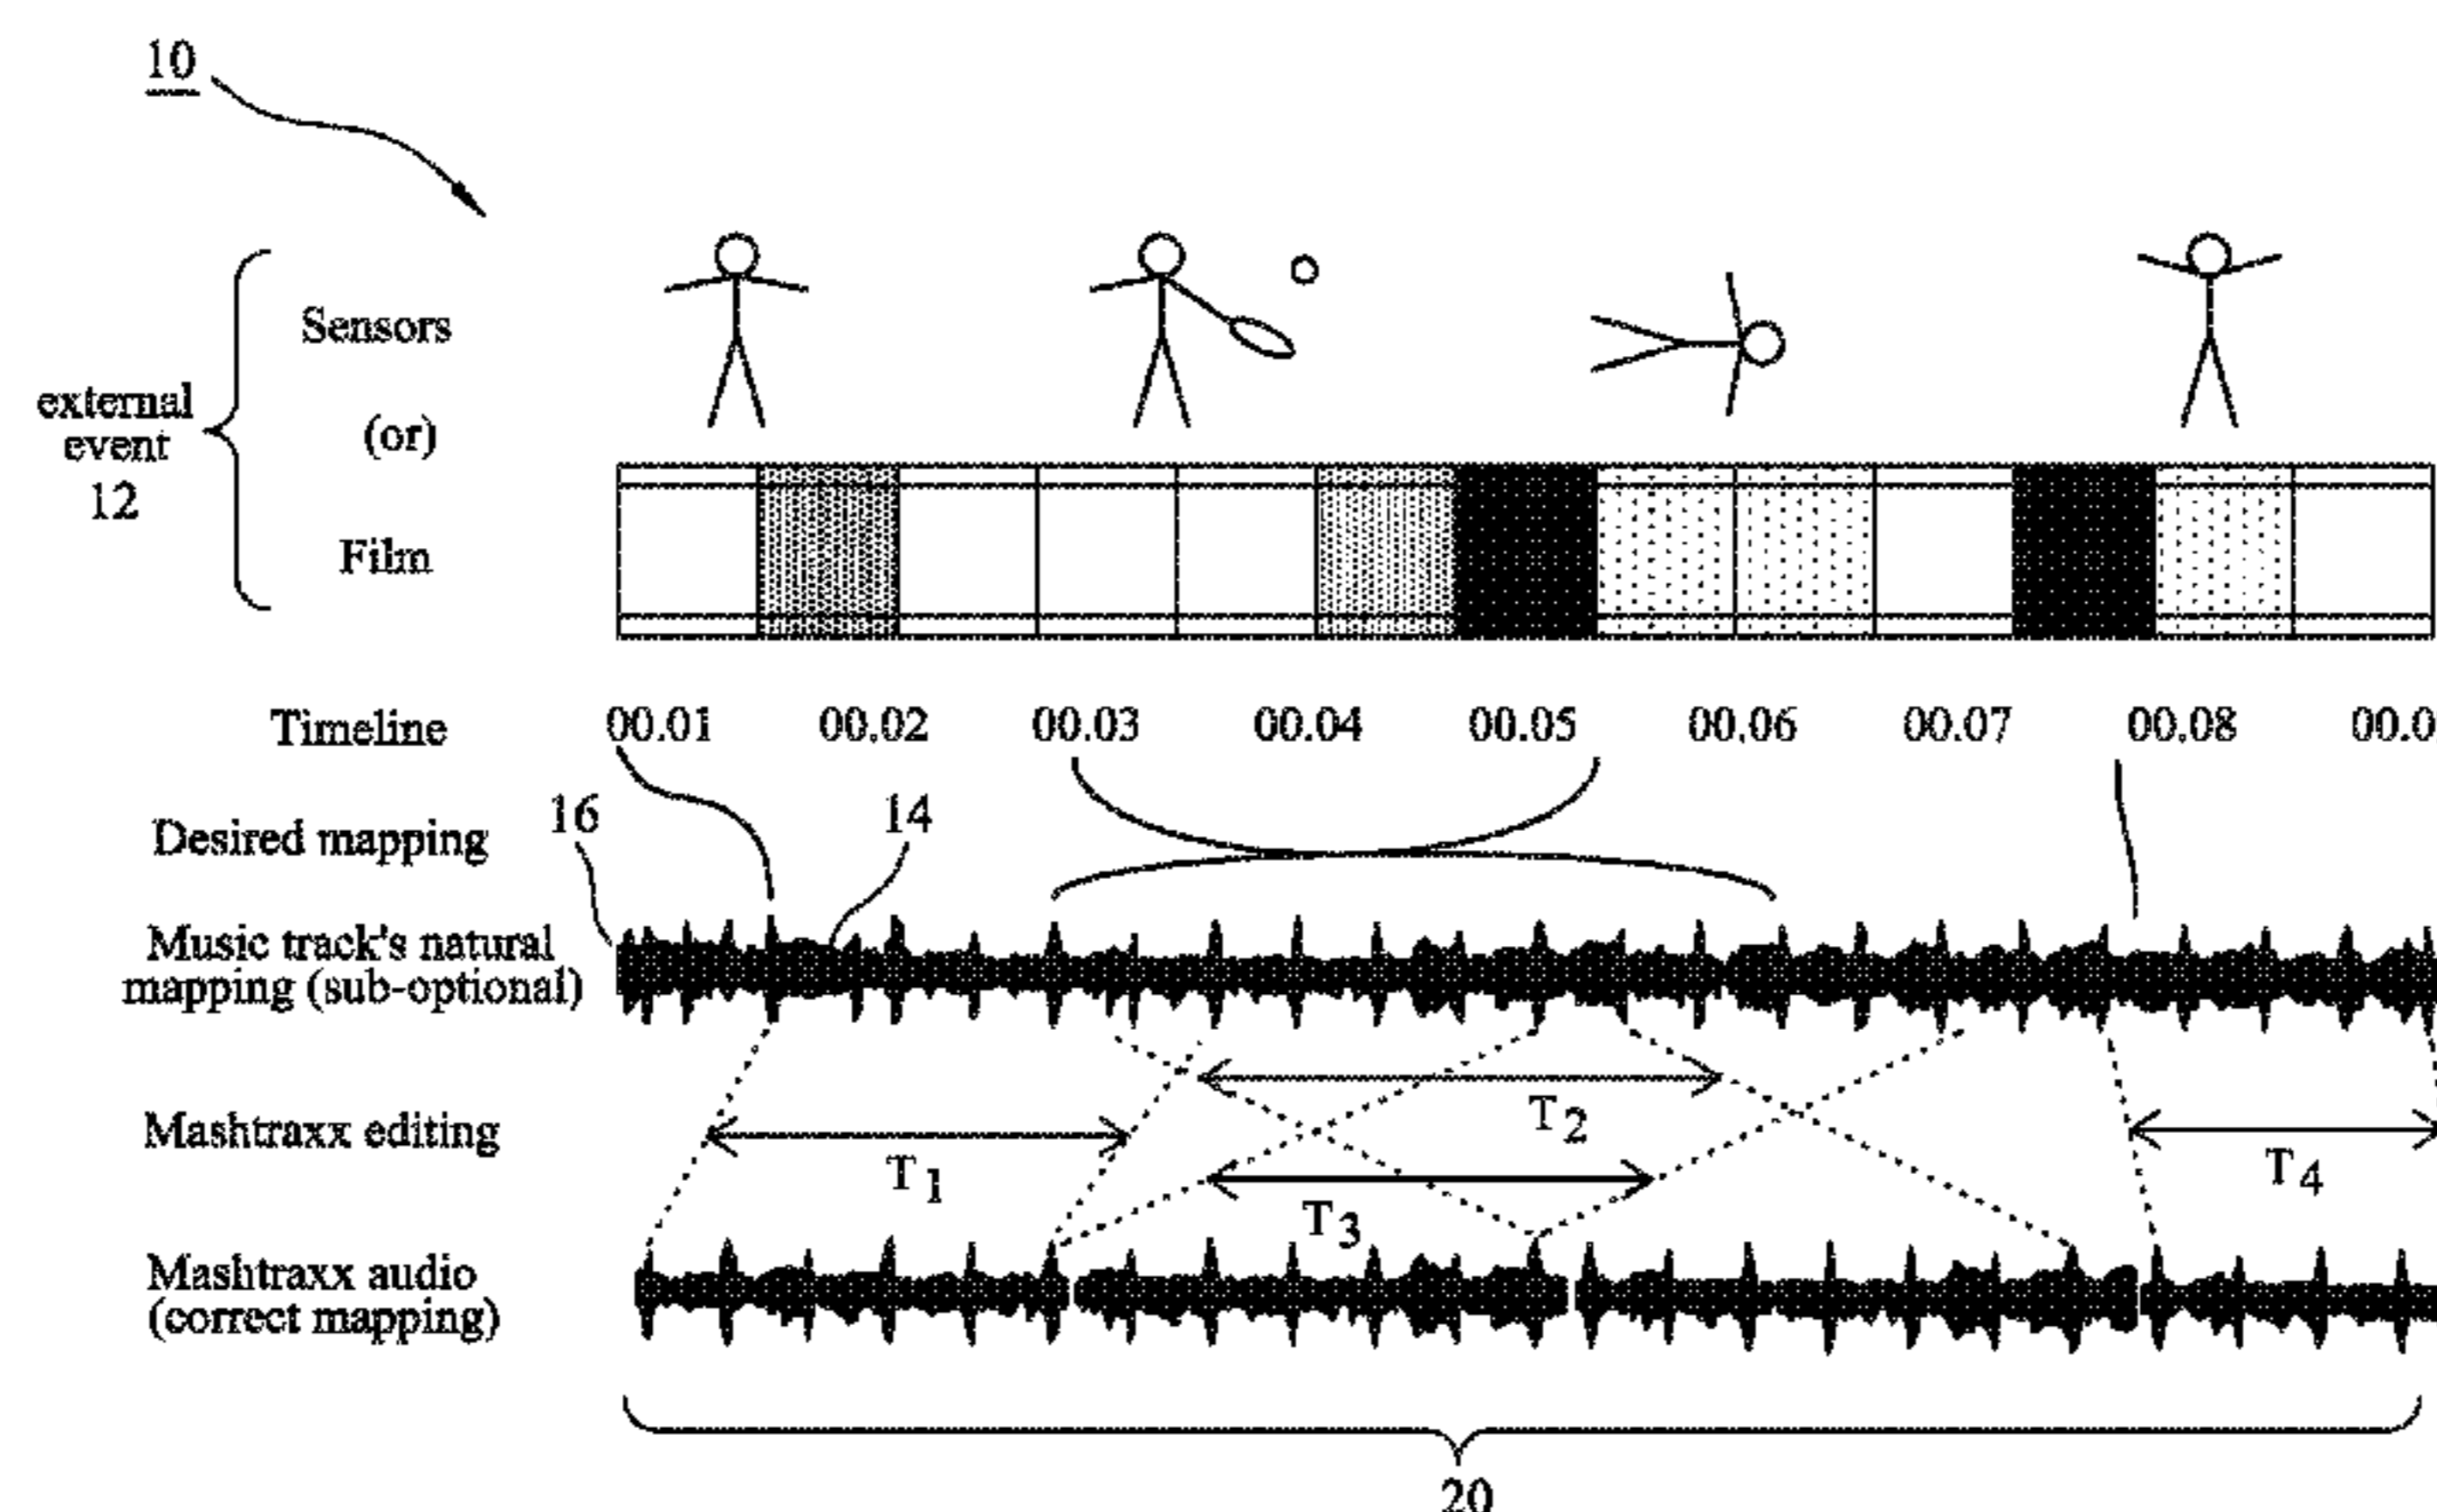 10
Sensors
external
event
12
(or)
Film
Timeline 00.01 00.02 00.03 00.04 00.05 00.06 00.07 00.08 00.0
Desired mapping
16
14
Music track's natural
mapping (sub-optional)
Mashtraxx editing
T1
T2
T3
T4
Mashtraxx audio
(correct mapping)
20